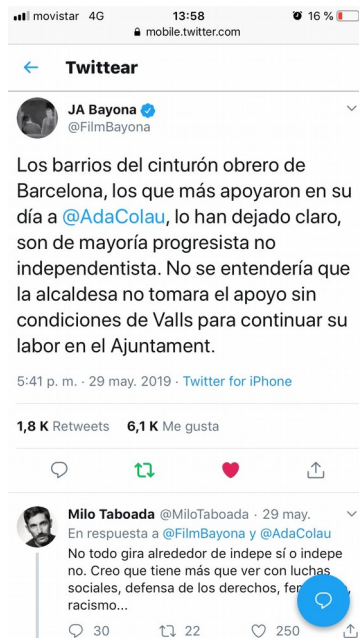 movistar 4G 13:58 16 %
mobile.twitter.com
Twittear
JA Bayona
@FilmBayona
Los barrios del cinturón obrero de
Barcelona, los que más apoyaron en su
día a @AdaColau, lo han dejado claro,
son de mayoría progresista no
independentista. No se entendería que
la alcaldesa no tomara el apoyo sin
condiciones de Valls para continuar su
labor en el Ajuntament.
5:41 p. m. · 29 may. 2019 · Twitter for iPhone
1,8 K Retweets 6,1 K Me gusta
Milo Taboada @MiloTaboada · 29 may.
En respuesta a @FilmBayona y @AdaColau
No todo gira alrededor de indepe sí o indepe
no. Creo que tiene más que ver con luchas
sociales, defensa de los derechos,
racismo...
30 22 250